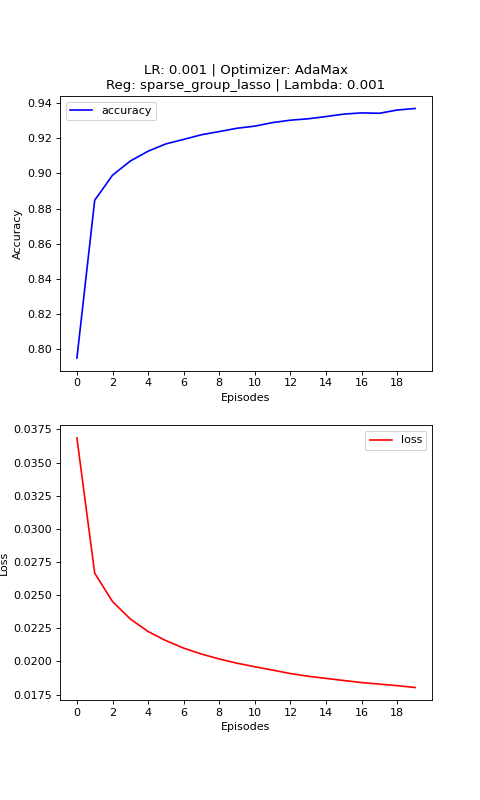 LR: 0.001 | Optimizer: AdaMax
Reg: sparse_group_lasso | Lambda: 0.001
accuracy
Accuracy
0.94
0.92
0.90
0.88
0.86
0.84
0.82
0.80
0 2 4 6 8 10 12 14 16 18
Episodes
loss
Loss
0.0375
0.0350
0.0325
0.0300
0.0275
0.0250
0.0225
0.0200
0.0175
0 2 4 6 8 10 12 14 16 18
Episodes